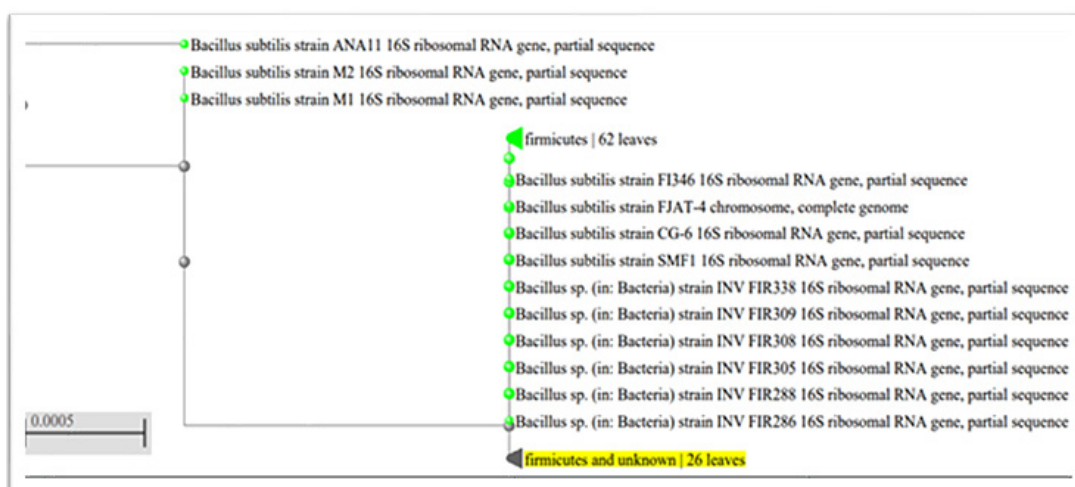 Bacillus subtilis strain ANA11 16S ribosomal RNA gene, partial sequence
Bacillus subtilis strain M2 16S ribosomal RNA gene, partial sequence
Bacillus subtilis strain M1 16S ribosomal RNA gene, partial sequence
firmicutes | 62 leaves
Bacillus subtilis strain FI346 16S ribosomal RNA gene, partial sequence
Bacillus subtilis strain FJAT-4 chromosome, complete genome
Bacillus subtilis strain CG-6 16S ribosomal RNA gene, partial sequence
Bacillus subtilis strain SMF1 16S ribosomal RNA gene, partial sequence
Bacillus sp. (in: Bacteria) strain INV FIR338 16S ribosomal RNA gene, partial sequence
Bacillus sp. (in: Bacteria) strain INV FIR309 16S ribosomal RNA gene, partial sequence
Bacillus sp. (in: Bacteria) strain INV FIR308 16S ribosomal RNA gene, partial sequence
Bacillus sp. (in: Bacteria) strain INV FIR305 16S ribosomal RNA gene, partial sequence
Bacillus sp. (in: Bacteria) strain INV FIR288 16S ribosomal RNA gene, partial sequence
Bacillus sp. (in: Bacteria) strain INV FIR286 16S ribosomal RNA gene, partial sequence
0.0005
firmicutes and unknown | 26 leaves